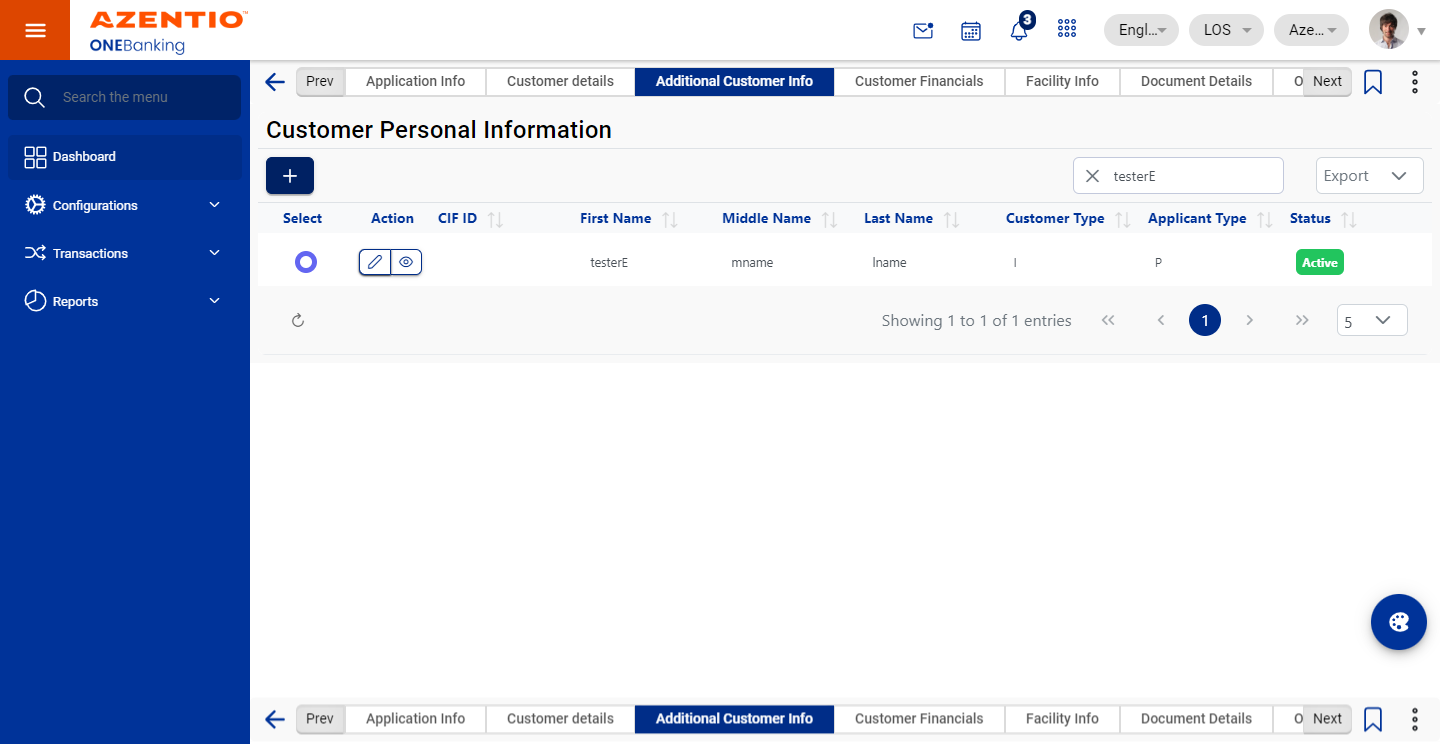 AZENTIO™
ONEBanking
3
Engl...
LOS
Aze...
Search the menu
Dashboard
Configurations
Transactions
Reports
Prev
Application Info
Customer details
Additional Customer Info
Customer Financials
Facility Info
Document Details
O
Next
Customer Personal Information
testerE
Export
Select
Action
CIF ID
First Name
Middle Name
Last Name
Customer Type
Applicant Type
Status
testerE
mname
lname
I
P
Active
Showing 1 to 1 of 1 entries
1
5
Prev
Application Info
Customer details
Additional Customer Info
Customer Financials
Facility Info
Document Details
O
Next